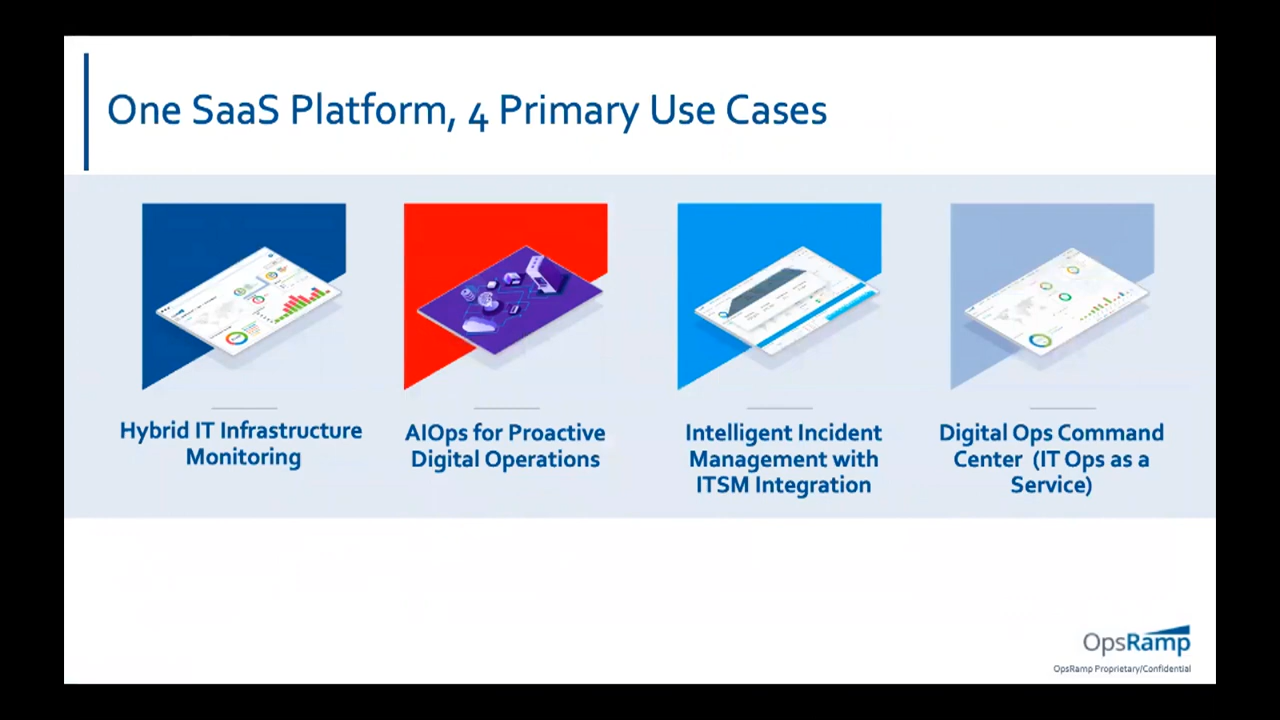 One SaaS Platform, 4 Primary Use Cases
Hybrid IT Infrastructure
Monitoring
AIOps for Proactive
Digital Operations
Intelligent Incident
Management with
ITSM Integration
Digital Ops Command
Center (IT Ops as a
Service)
OpsRamp
OpsRamp Proprietary/Confidential